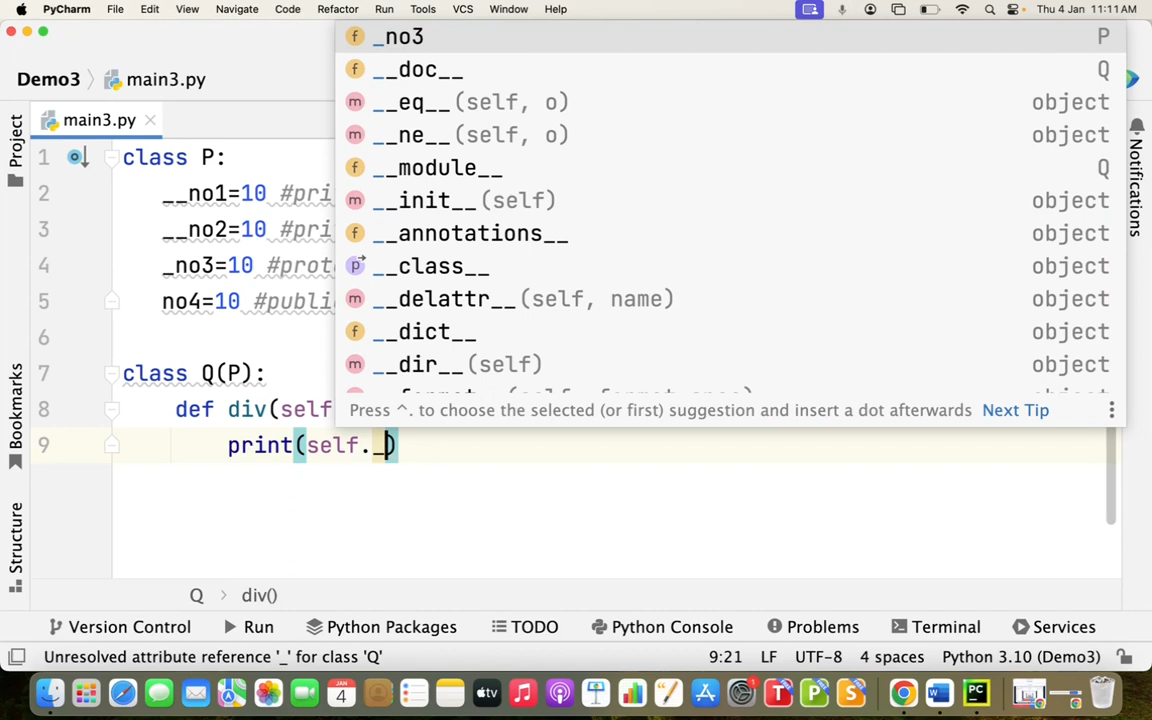 PyCharm File Edit View Navigate Code Refactor Run Tools VCS Window Help Thu 4 Jan 11:11 AM
Demo3 main3.py
main3.py
Project
Bookmarks
Structure
Notifications
1 class P:
2 __no1=10 #pri
3 __no2=10 #pri
4 _no3=10 #prot
5 no4=10 #publi
6
7 class Q(P):
8 def div(self
9 print(self._)
_no3 P
__doc__ Q
__eq__(self, o) object
__ne__(self, o) object
__module__ Q
__init__(self) object
__annotations__ object
__class__ object
__delattr__(self, name) object
__dict__ object
__dir__(self) object
Press ^. to choose the selected (or first) suggestion and insert a dot afterwards Next Tip
Q div()
Version Control Run Python Packages TODO Python Console Problems Terminal Services
Unresolved attribute reference '_' for class 'Q' 9:21 LF UTF-8 4 spaces Python 3.10 (Demo3)